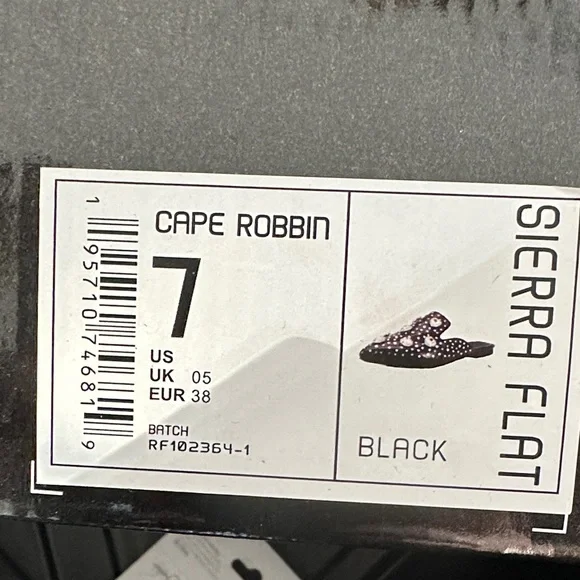 1 95710 74681 9
CAPE ROBBIN
7
US
UK 05
EUR 38
BATCH
RF102364-1
BLACK
SIERRA FLAT